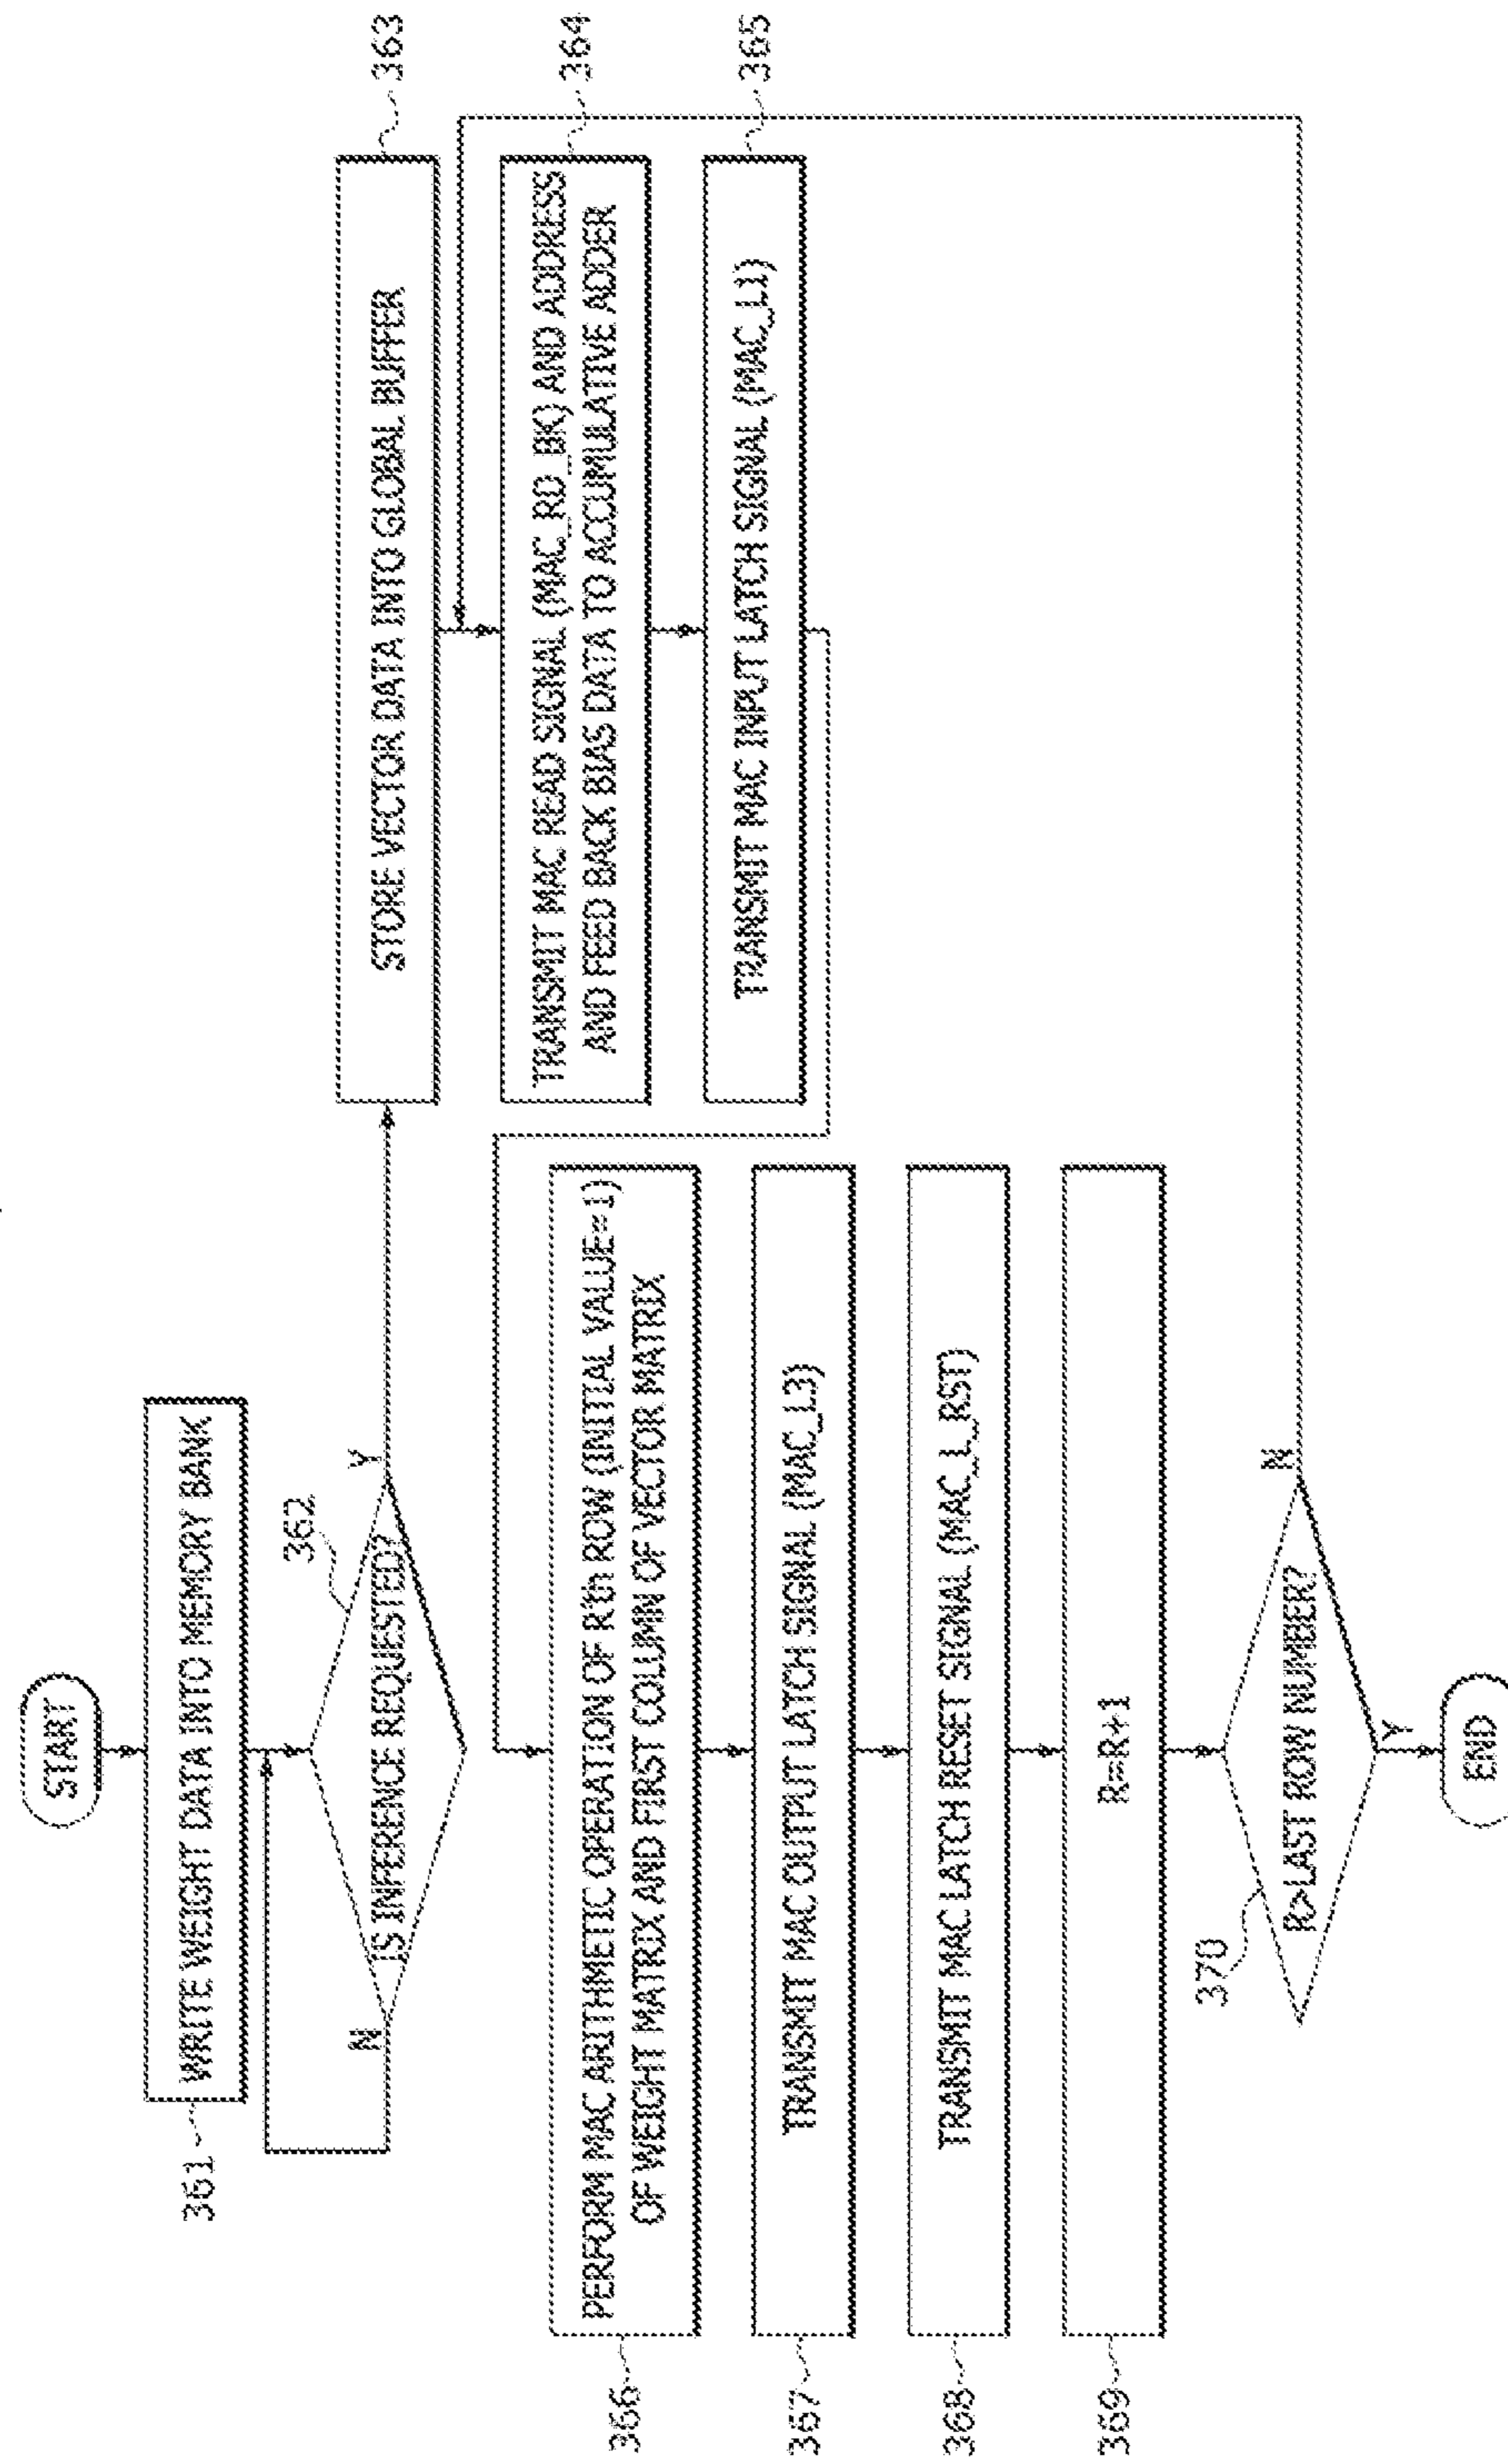 START
361
WRITE WEIGHT DATA INTO MEMORY BANK
362
IS INFERENCE REQUESTED?
N
Y
363
STORE VECTOR DATA INTO GLOBAL BUFFER
364
TRANSMIT MAC READ SIGNAL (MAC_RD_BK) AND ADDRESS
AND FEED BACK BIAS DATA TO ACCUMULATIVE ADDER
365
TRANSMIT MAC INPUT LATCH SIGNAL (MAC_L1)
366
PERFORM MAC ARITHMETIC OPERATION OF R'th ROW (INITIAL VALUE=1)
OF WEIGHT MATRIX AND FIRST COLUMN OF VECTOR MATRIX
367
TRANSMIT MAC OUTPUT LATCH SIGNAL (MAC_L3)
368
TRANSMIT MAC LATCH RESET SIGNAL (MAC_L_RST)
369
R=R+1
370
R>LAST ROW NUMBER?
N
Y
END